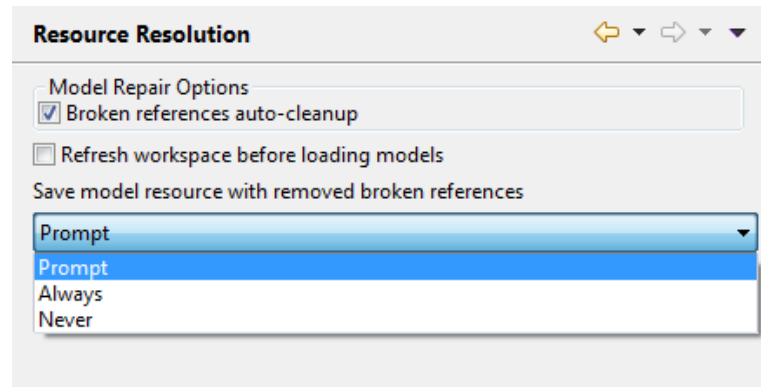 Resource Resolution
Model Repair Options
Broken references auto-cleanup
Refresh workspace before loading models
Save model resource with removed broken references
Prompt
Prompt
Always
Never